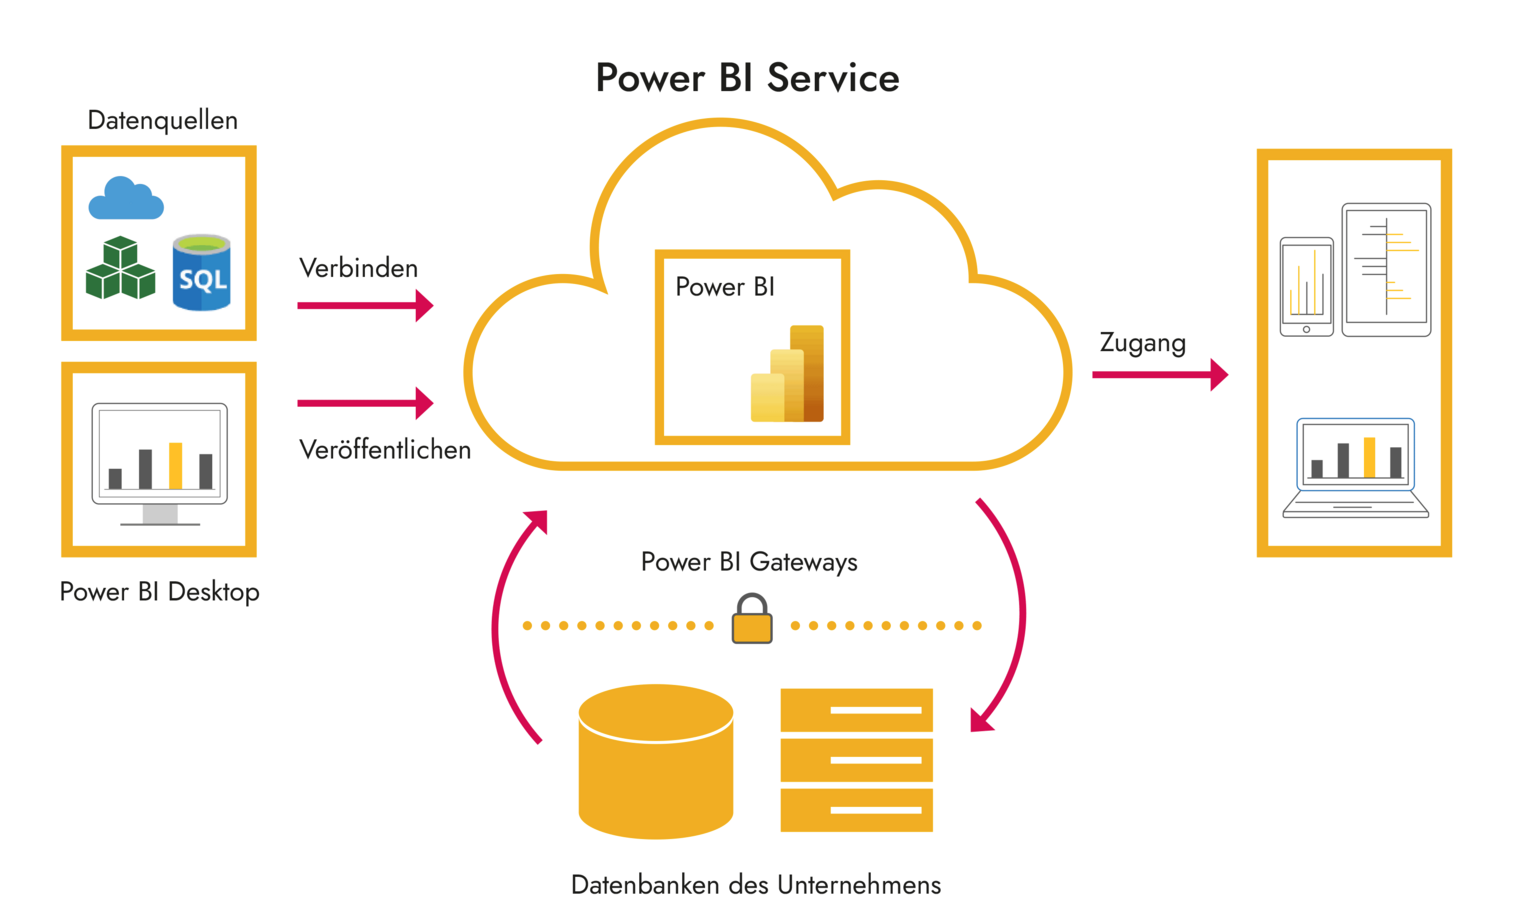 Power BI Service
Datenquellen
SQL
Verbinden
Power BI
Zugang
Veröffentlichen
Power BI Desktop
Power BI Gateways
Datenbanken des Unternehmens